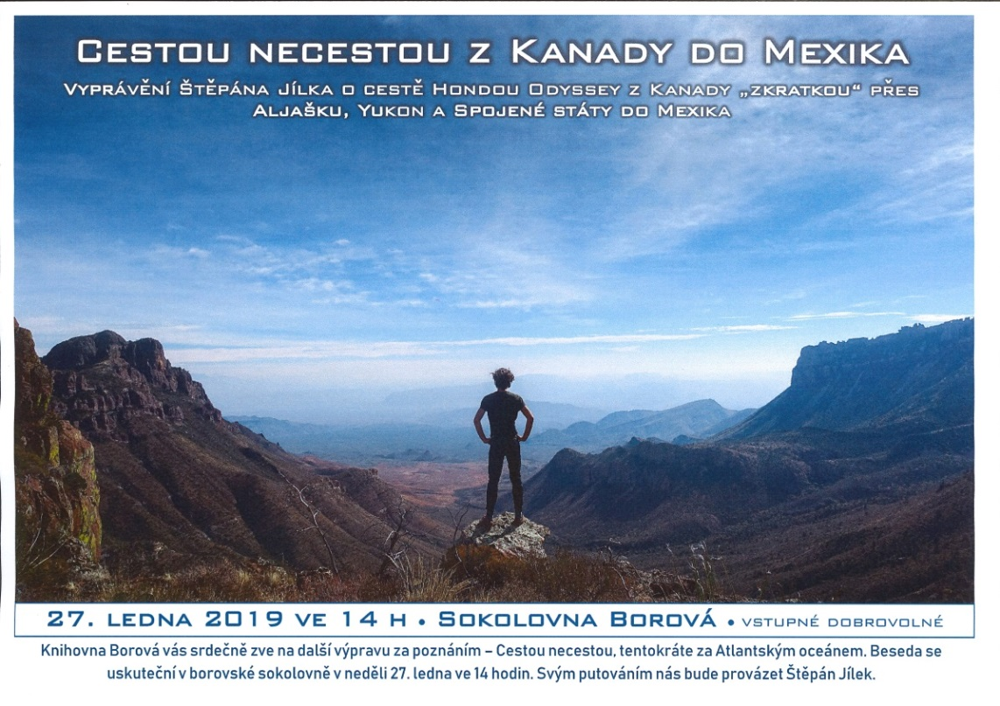 Cestou necestou z Kanady do Mexika
Vyprávění Štěpána Jílka o cestě Hondou Odyssey z Kanady „zkratkou“ přes
Aljašku, Yukon a Spojené státy do Mexika
27. ledna 2019 ve 14 h • Sokolovna Borová • vstupné dobrovolné
Knihovna Borová vás srdečně zve na další výpravu za poznáním – Cestou necestou, tentokráte za Atlantským oceánem. Beseda se
uskuteční v borovské sokolovně v neděli 27. ledna ve 14 hodin. Svým putováním nás bude provázet Štěpán Jílek.